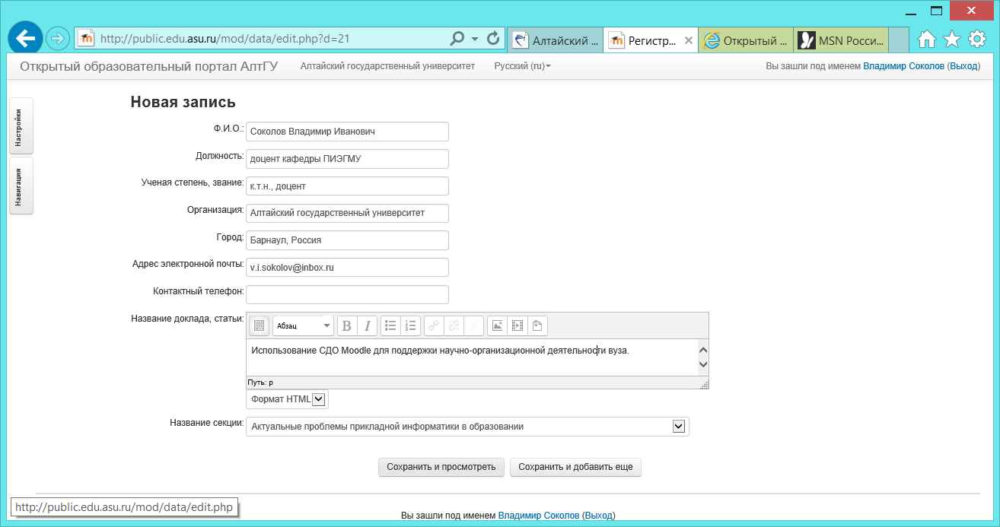 http://public.edu.asu.ru/mod/data/edit.php?d=21
Алтайский ...
Регистр...
Открытый ...
MSN Росси...
Открытый образовательный портал АлтГУ
Алтайский государственный университет
Русский (ru)
Вы зашли под именем Владимир Соколов (Выход)
Настройки
Навигация
Новая запись
Ф.И.О.: Соколов Владимир Иванович
Должность: доцент кафедры ПИЭГМУ
Ученая степень, звание: к.т.н., доцент
Организация: Алтайский государственный университет
Город: Барнаул, Россия
Адрес электронной почты: v.i.sokolov@inbox.ru
Контактный телефон:
Название доклада, статьи:
Абзац
B I
Использование СДО Moodle для поддержки научно-организационной деятельности вуза.
Путь: p
Формат HTML
Название секции: Актуальные проблемы прикладной информатики в образовании
Сохранить и просмотреть
Сохранить и добавить еще
http://public.edu.asu.ru/mod/data/edit.php
Вы зашли под именем Владимир Соколов (Выход)